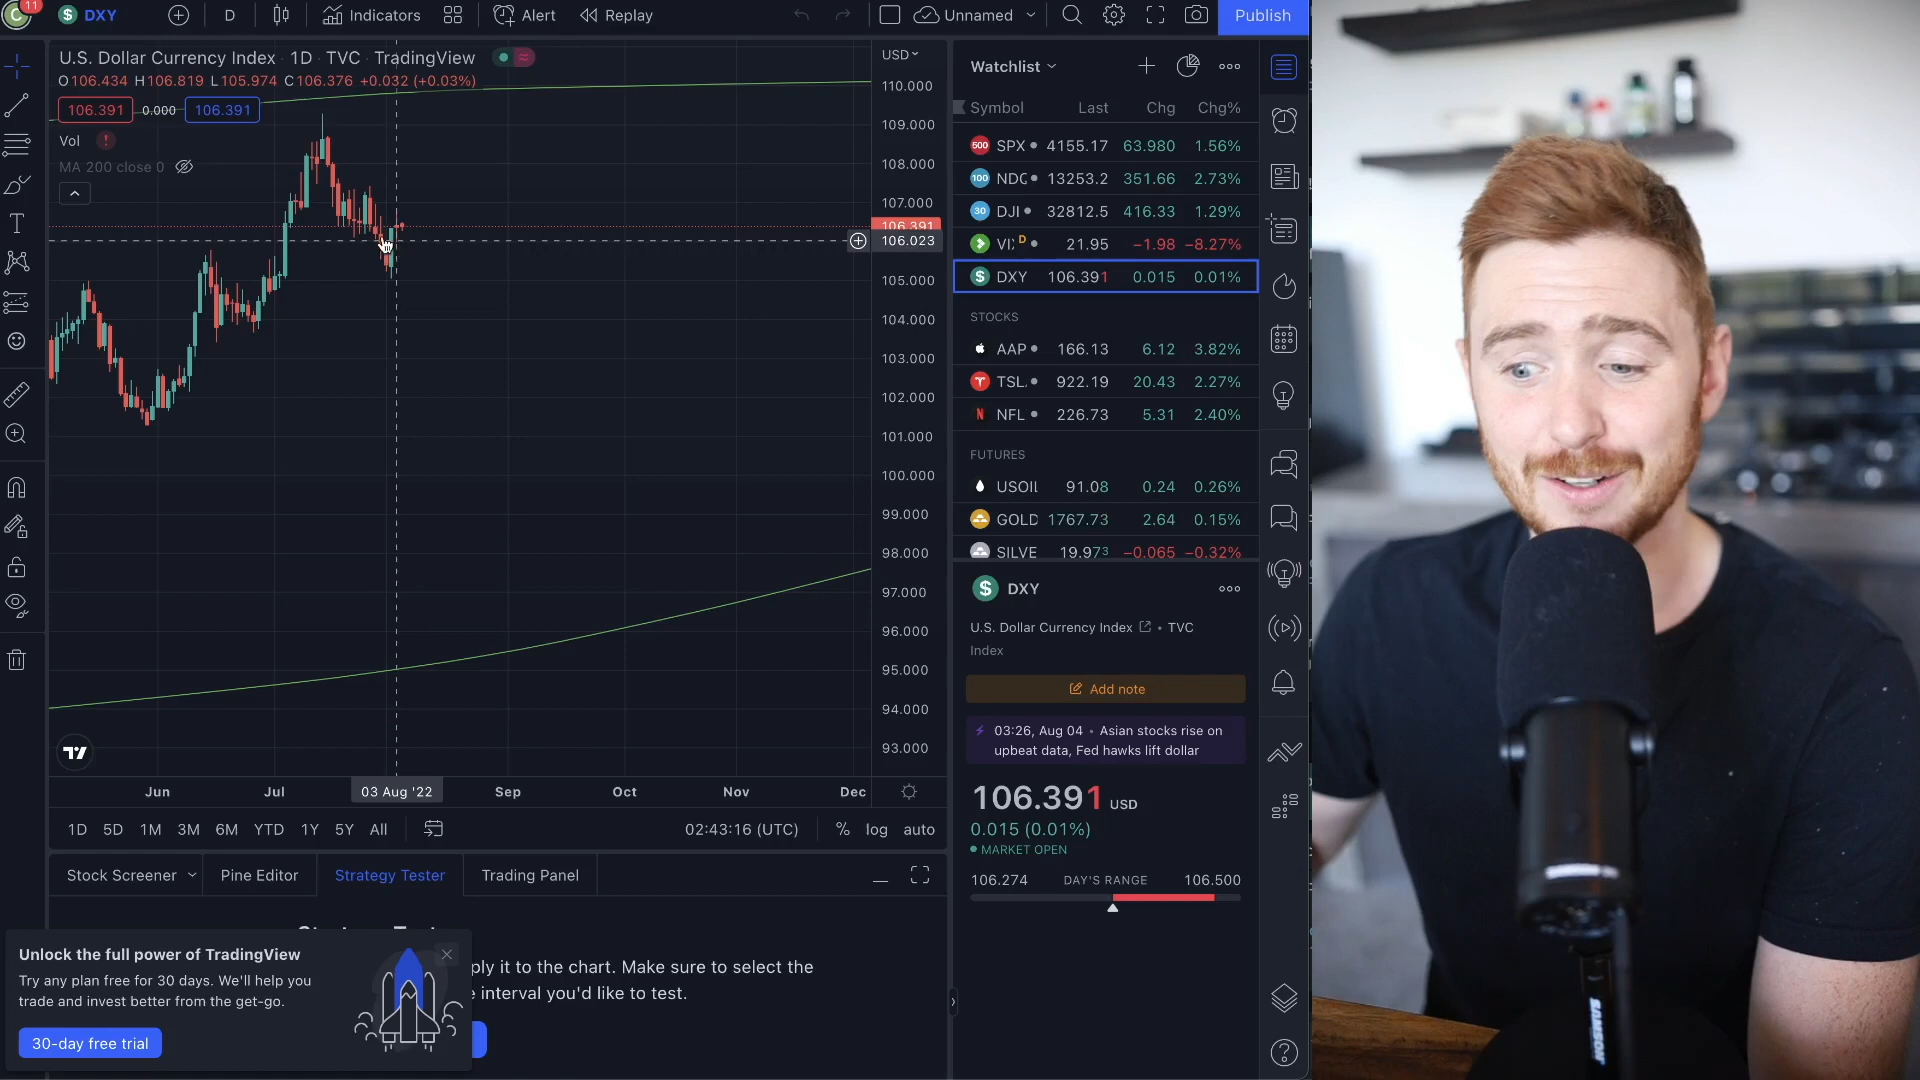 11
DXY
D
Indicators
Alert
Replay
Unnamed
Publish
U.S. Dollar Currency Index · 1D · TVC · TradingView
O106.434 H106.819 L105.974 C106.376 +0.032 (+0.03%)
106.391 0.000 106.391
Vol
MA 200 close 0
USD
110.000
109.000
108.000
107.000
106.391
106.023
105.000
104.000
103.000
102.000
101.000
100.000
99.000
98.000
97.000
96.000
95.000
94.000
93.000
Jun Jul 03 Aug '22 Sep Oct Nov Dec
1D 5D 1M 3M 6M YTD 1Y 5Y All
02:43:16 (UTC) % log auto
Stock Screener Pine Editor Strategy Tester Trading Panel
ply it to the chart. Make sure to select the
interval you'd like to test.
Unlock the full power of TradingView
Try any plan free for 30 days. We'll help you
trade and invest better from the get-go.
30-day free trial
Watchlist
Symbol Last Chg Chg%
500 SPX 4155.17 63.980 1.56%
100 NDC 13253.2 351.66 2.73%
30 DJI 32812.5 416.33 1.29%
VI D 21.95 −1.98 −8.27%
$ DXY 106.391 0.015 0.01%
STOCKS
AAP 166.13 6.12 3.82%
TSL 922.19 20.43 2.27%
NFL 226.73 5.31 2.40%
FUTURES
USOIL 91.08 0.24 0.26%
GOLD 1767.73 2.64 0.15%
SILVE 19.973 −0.065 −0.32%
$ DXY
U.S. Dollar Currency Index • TVC
Index
Add note
03:26, Aug 04 • Asian stocks rise on
upbeat data, Fed hawks lift dollar
106.391 USD
0.015 (0.01%)
MARKET OPEN
106.274 DAY'S RANGE 106.500
SAMSON